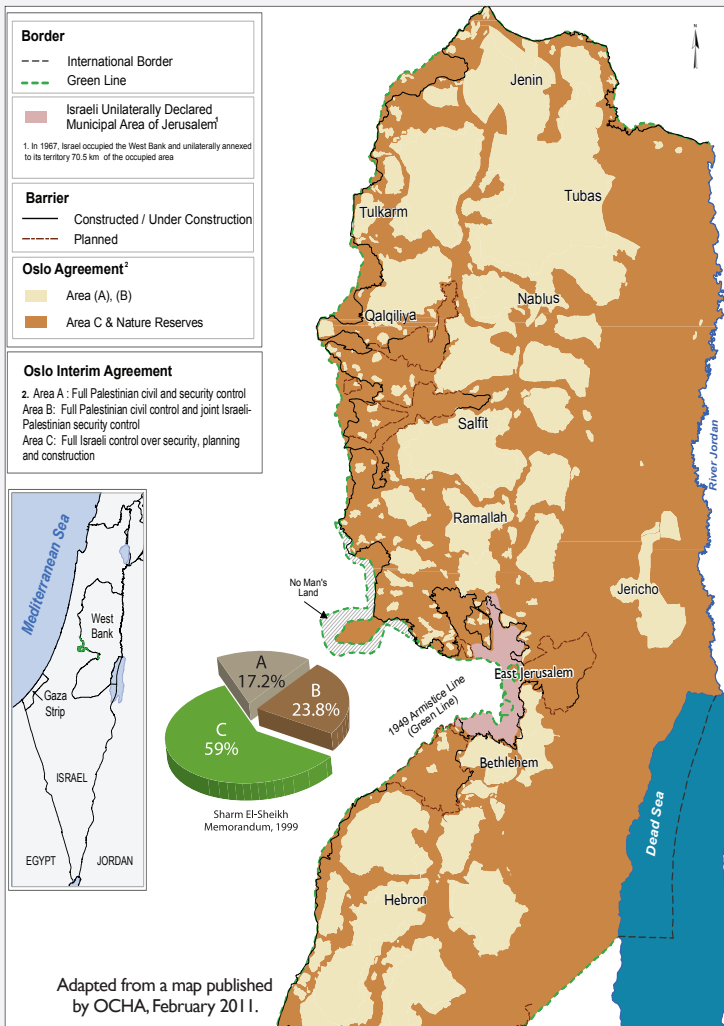 Border
International Border
Green Line
Israeli Unilaterally Declared
Municipal Area of Jerusalem¹
1. In 1967, Israel occupied the West Bank and unilaterally annexed
to its territory 70.5 km of the occupied area
Barrier
Constructed / Under Construction
Planned
Oslo Agreement²
Area (A), (B)
Area C & Nature Reserves
Oslo Interim Agreement
2. Area A : Full Palestinian civil and security control
Area B: Full Palestinian civil control and joint Israeli-
Palestinian security control
Area C: Full Israeli control over security, planning
and construction
Mediterranean Sea
West
Bank
Gaza
Strip
ISRAEL
EGYPT
JORDAN
N
Jenin
Tubas
Tulkarm
Nablus
Qalqiliya
Salfit
River Jordan
Ramallah
Jericho
No Man's
Land
East Jerusalem
1949 Armistice Line
(Green Line)
Bethlehem
Dead Sea
Hebron
A
17.2%
B
23.8%
C
59%
Sharm El-Sheikh
Memorandum, 1999
Adapted from a map published
by OCHA, February 2011.